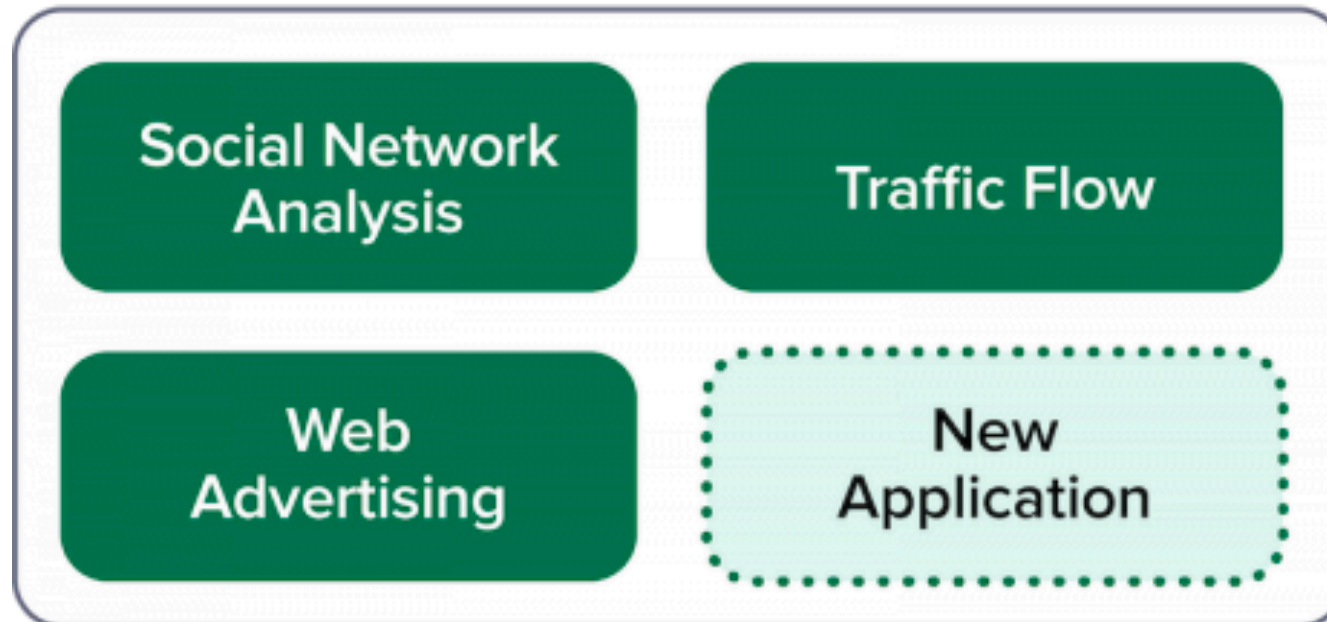 Social Network
Analysis
Traffic Flow
Web
Advertising
New
Application